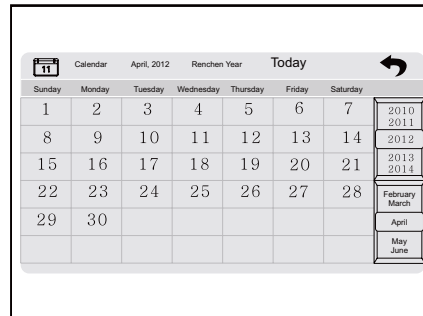 11 Calendar April, 2012 Renchen Year Today
Sunday Monday Tuesday Wednesday Thursday Friday Saturday
1 2 3 4 5 6 7
8 9 10 11 12 13 14
15 16 17 18 19 20 21
22 23 24 25 26 27 28
29 30
2010
2011
2012
2013
2014
February
March
April
May
June